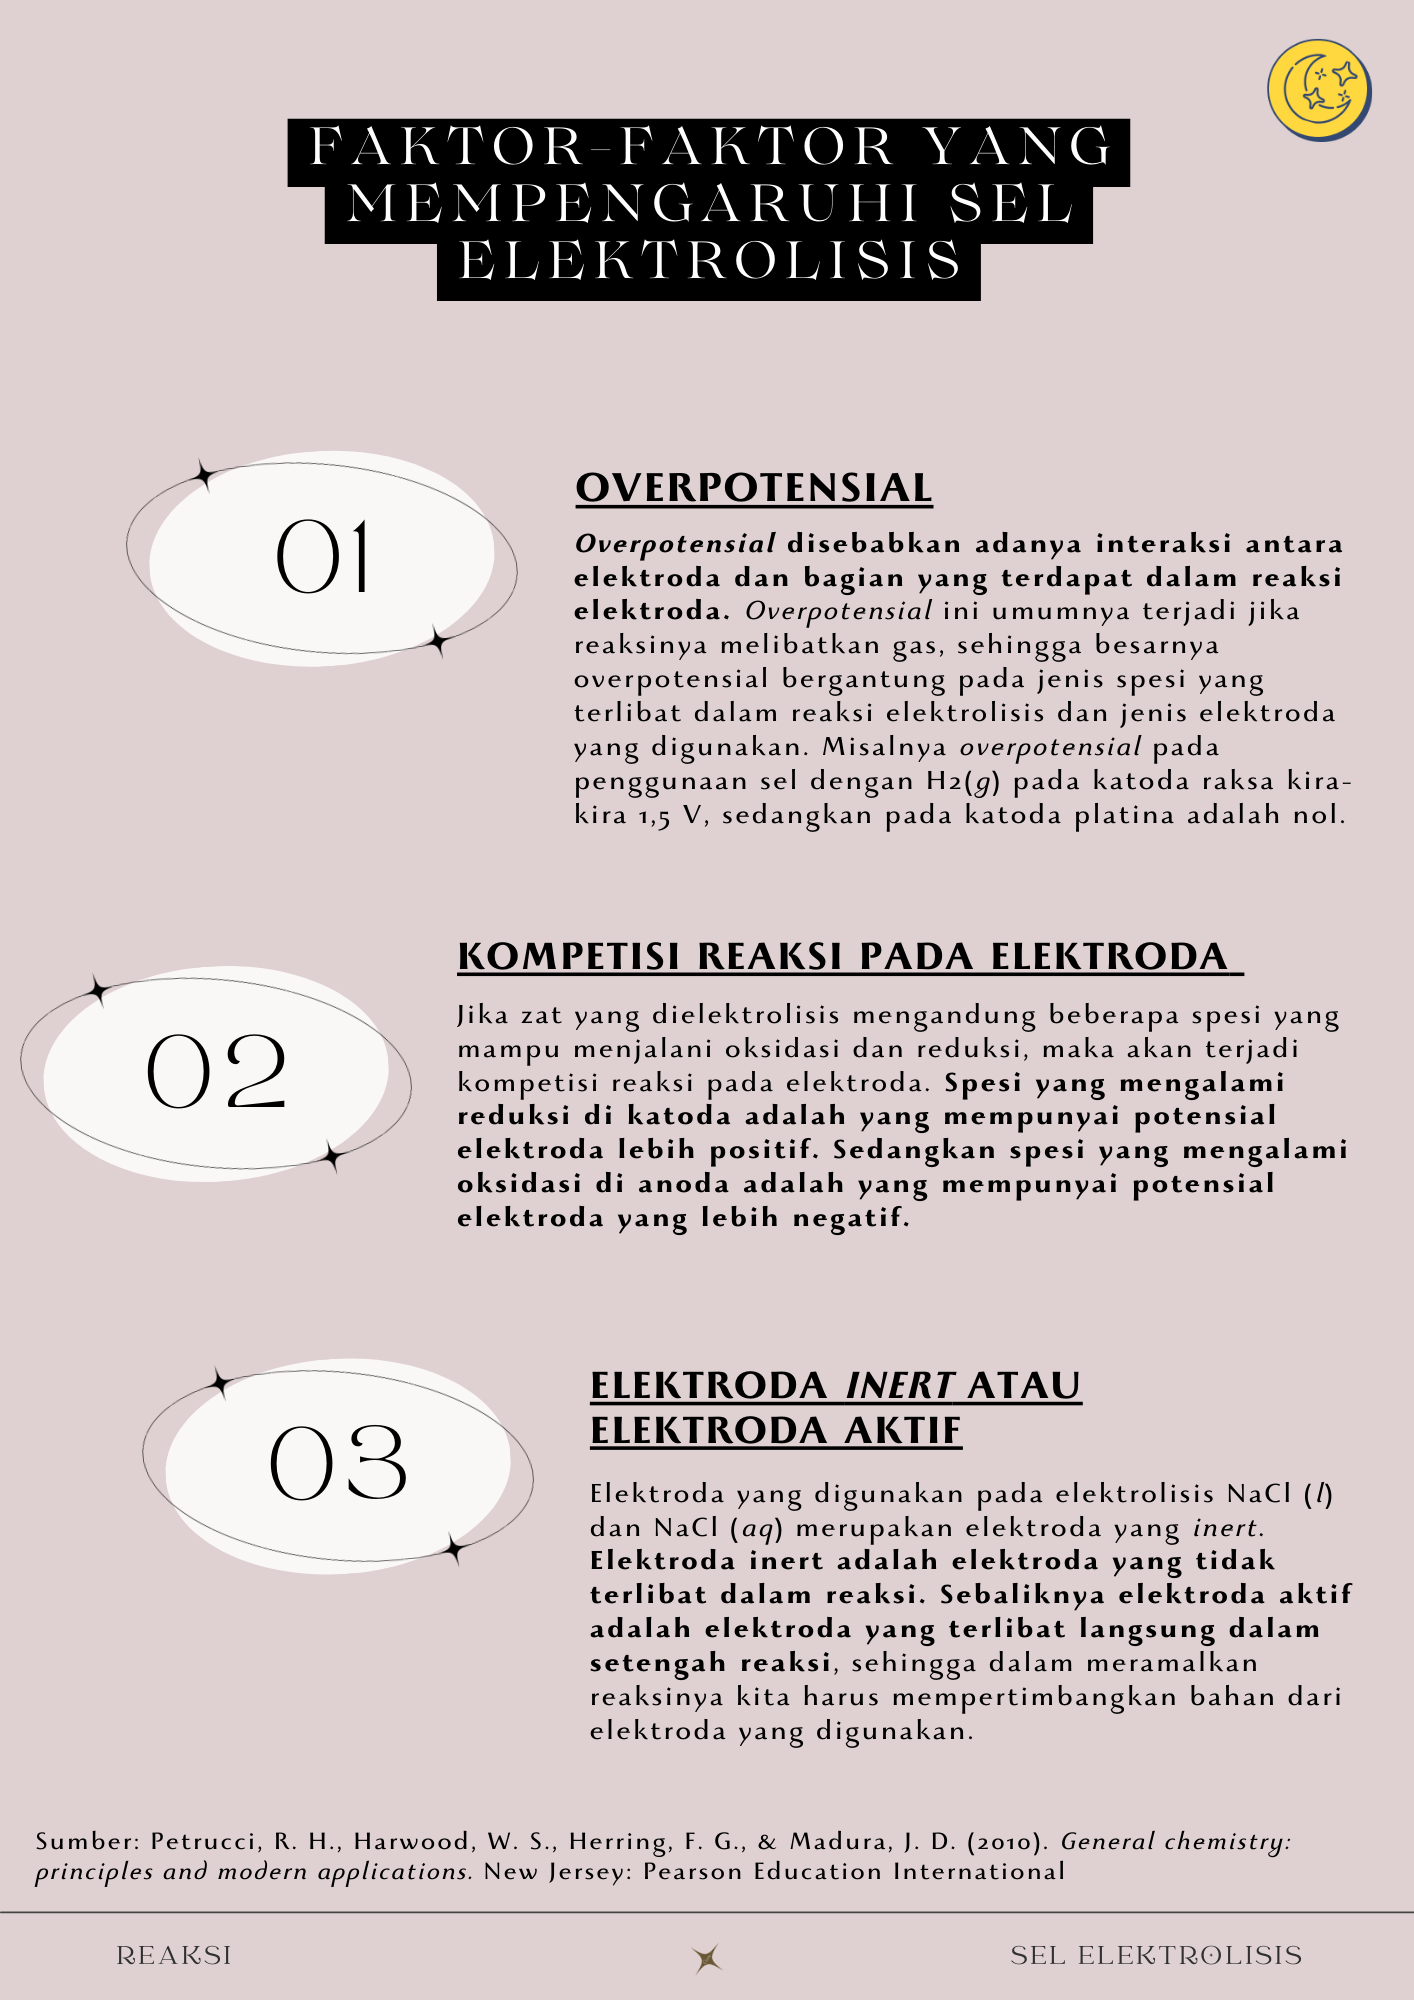 FAKTOR-FAKTOR YANG
MEMPENGARUHI SEL
ELEKTROLISIS
01
OVERPOTENSIAL
Overpotensial disebabkan adanya interaksi antara
elektroda dan bagian yang terdapat dalam reaksi
elektroda. Overpotensial ini umumnya terjadi jika
reaksinya melibatkan gas, sehingga besarnya
overpotensial bergantung pada jenis spesi yang
terlibat dalam reaksi elektrolisis dan jenis elektroda
yang digunakan. Misalnya overpotensial pada
penggunaan sel dengan H2(g) pada katoda raksa kira-
kira 1,5 V, sedangkan pada katoda platina adalah nol.
02
KOMPETISI REAKSI PADA ELEKTRODA
Jika zat yang dielektrolisis mengandung beberapa spesi yang
mampu menjalani oksidasi dan reduksi, maka akan terjadi
kompetisi reaksi pada elektroda. Spesi yang mengalami
reduksi di katoda adalah yang mempunyai potensial
elektroda lebih positif. Sedangkan spesi yang mengalami
oksidasi di anoda adalah yang mempunyai potensial
elektroda yang lebih negatif.
03
ELEKTRODA INERT ATAU
ELEKTRODA AKTIF
Elektroda yang digunakan pada elektrolisis NaCl (l)
dan NaCl (aq) merupakan elektroda yang inert.
Elektroda inert adalah elektroda yang tidak
terlibat dalam reaksi. Sebaliknya elektroda aktif
adalah elektroda yang terlibat langsung dalam
setengah reaksi, sehingga dalam meramalkan
reaksinya kita harus mempertimbangkan bahan dari
elektroda yang digunakan.
Sumber: Petrucci, R. H., Harwood, W. S., Herring, F. G., & Madura, J. D. (2010). General chemistry:
principles and modern applications. New Jersey: Pearson Education International
REAKSI
SEL ELEKTROLISIS